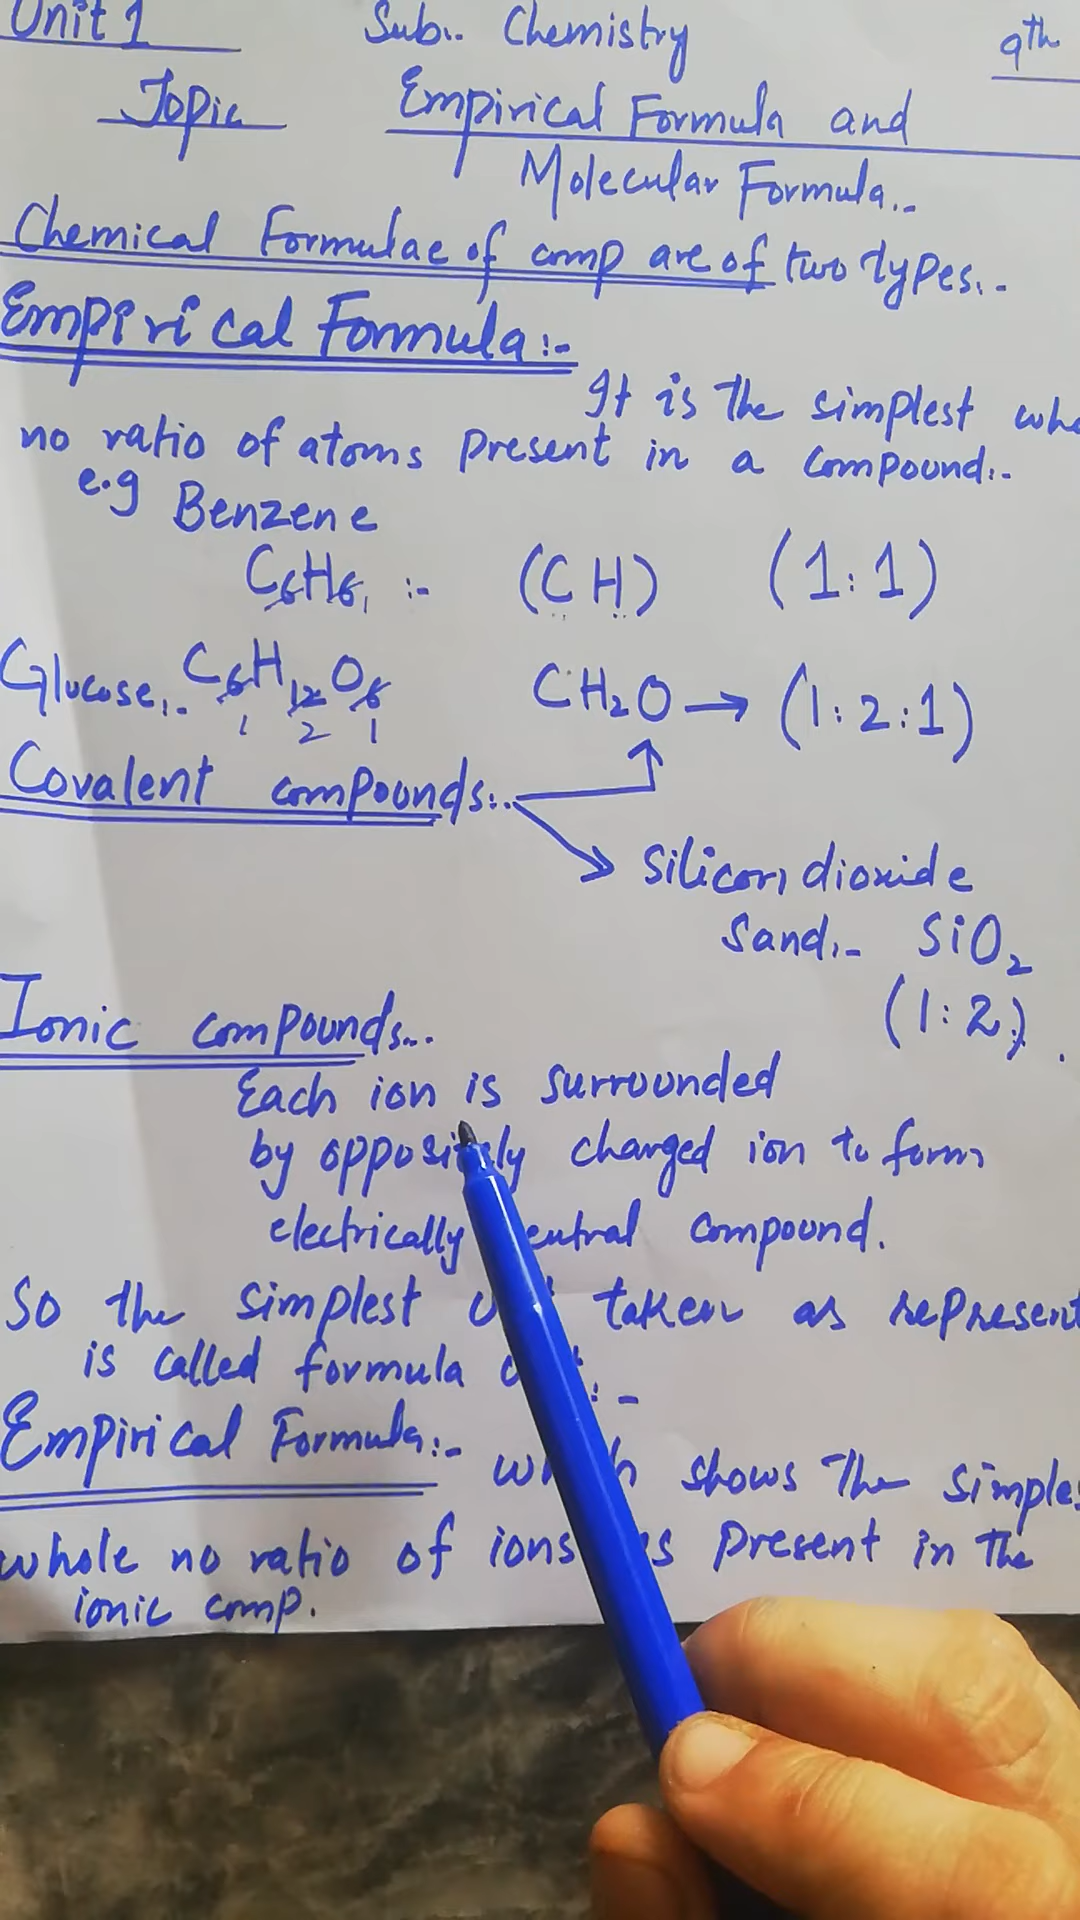 Unit 1 Sub:. Chemistry 9th
Topic Empirical Formula and
Molecular Formula..
Chemical Formulae of comp are of two types..
Empirical Formula:-
It is the simplest
no ratio of atoms present in a compound:.
e.g Benzene
C6H6, :- (CH) (1:1)
Glucose,. C6H12O6 CH2O → (1:2:1)
1 2 1
Covalent compounds:.
Silicon dioxide
Sand.- SiO2
(1:2).
Ionic compounds...
Each ion is surrounded
by oppositely charged ion to form
electrically compound.
So the simplest taken as represent
is called formula :-
Empirical Formula:- shows the simples
whole no ratio of ions present in the
ionic comp.